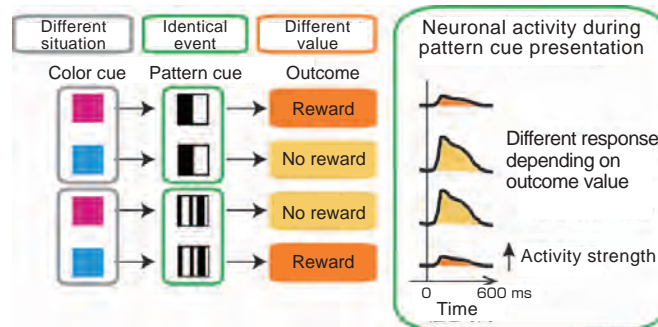 Different
situation
Identical
event
Different
value
Color cue
Pattern cue
Outcome
Reward
No reward
No reward
Reward
Neuronal activity during
pattern cue presentation
Different response
depending on
outcome value
Activity strength
0
600 ms
Time